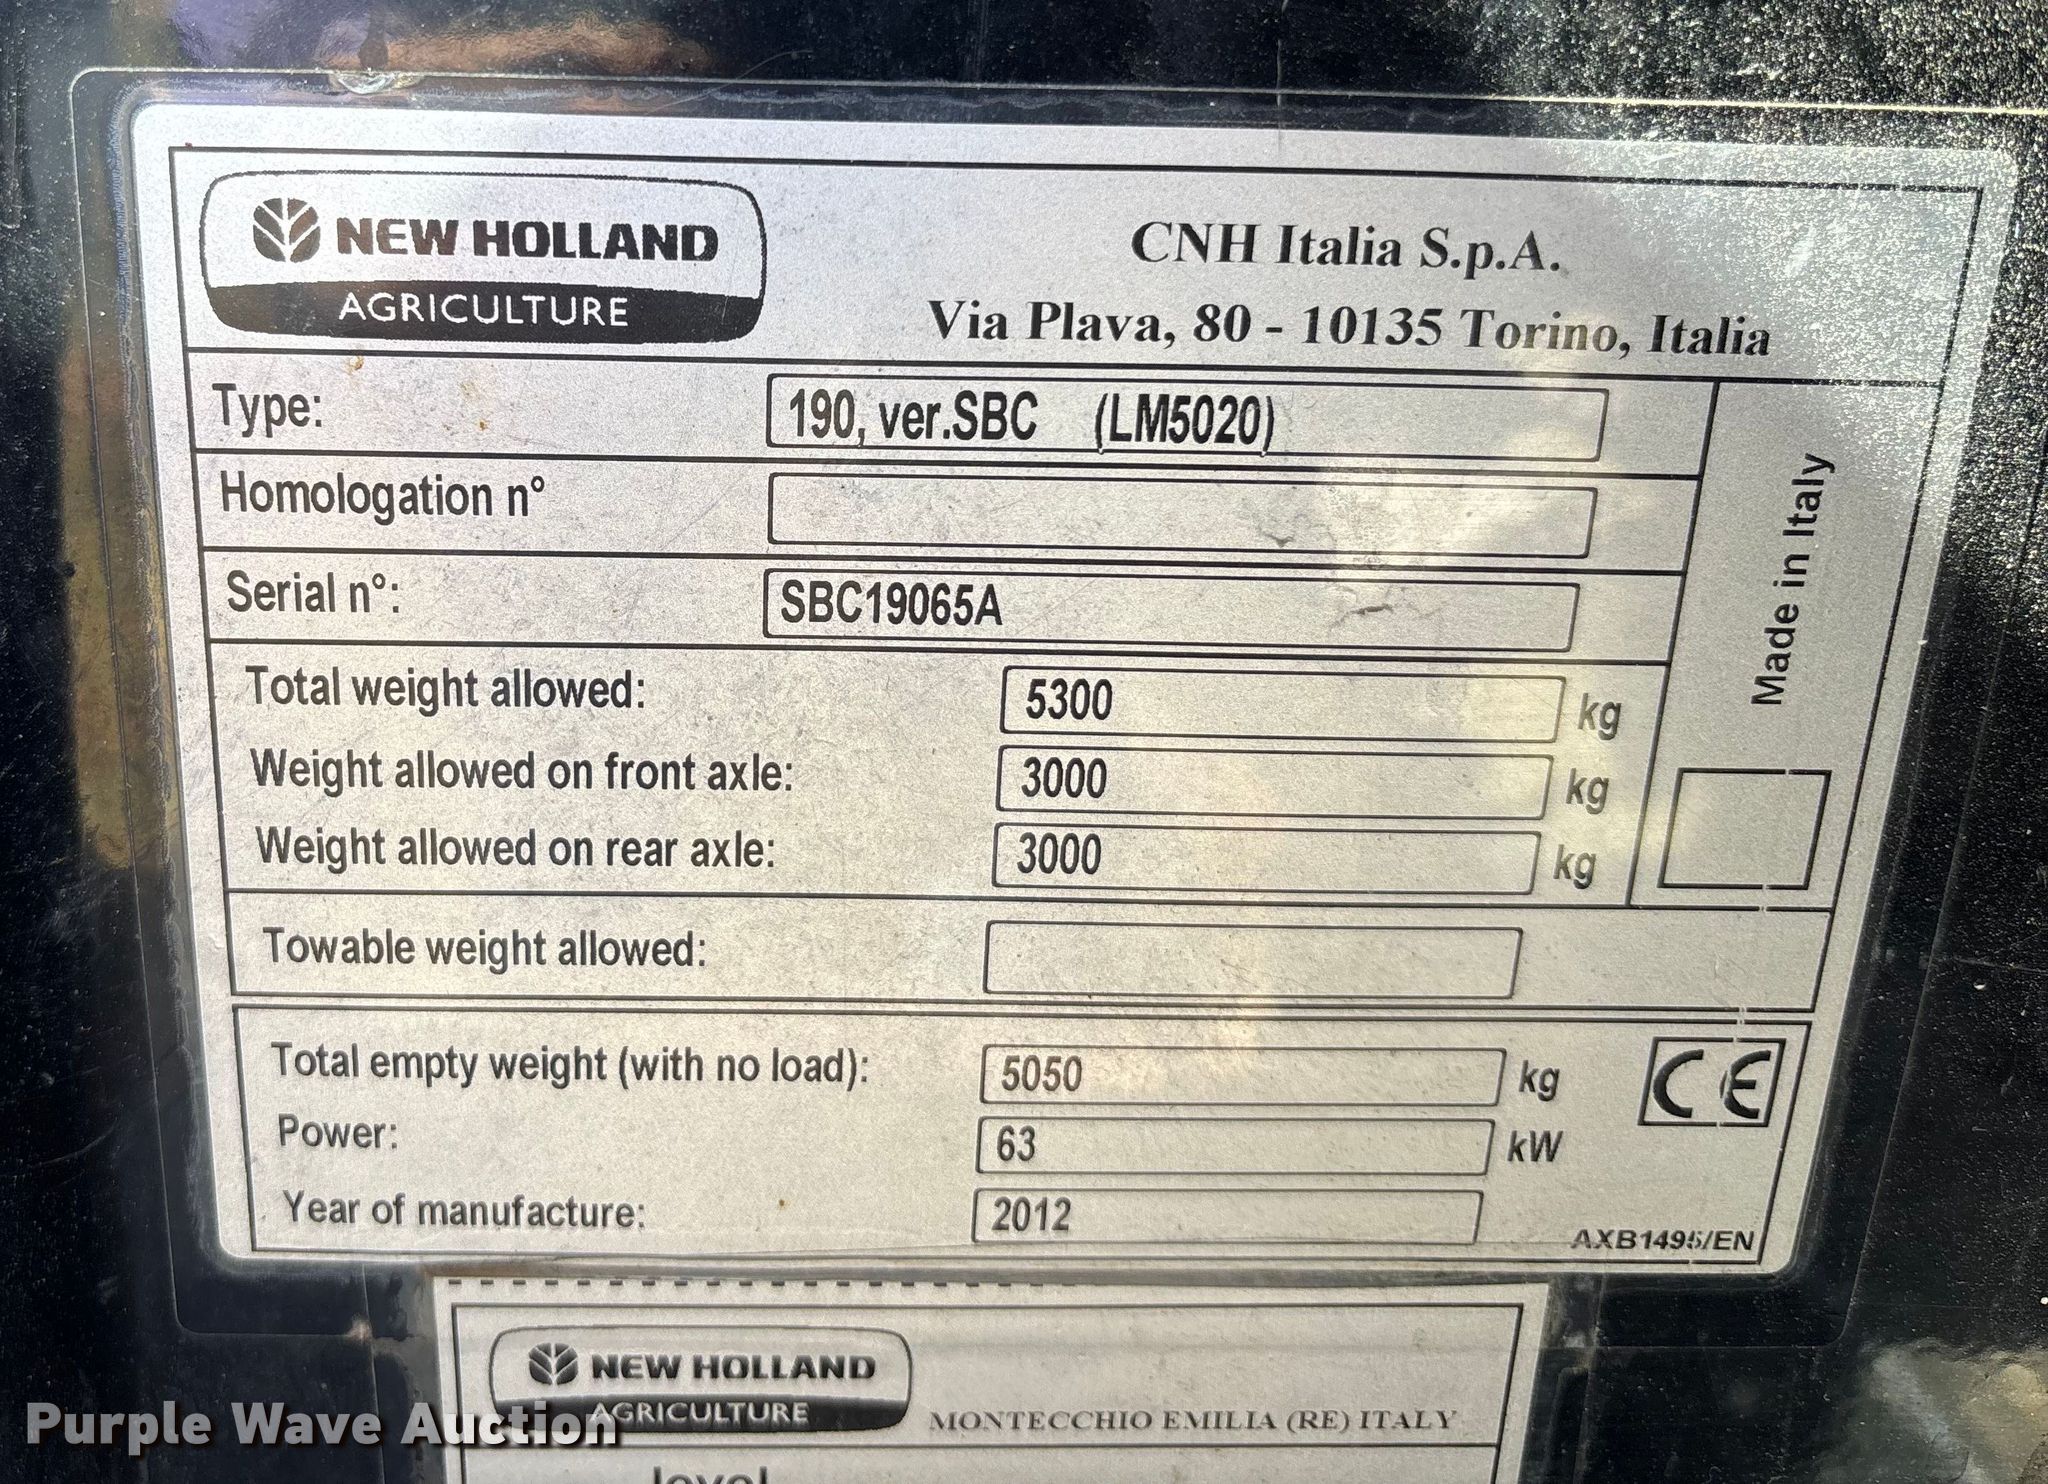 NEW HOLLAND
AGRICULTURE
CNH Italia S.p.A.
Via Plava, 80 - 10135 Torino, Italia
Type: 190, ver.SBC (LM5020)
Homologation n°
Serial n°: SBC19065A
Made in Italy
Total weight allowed: 5300 kg
Weight allowed on front axle: 3000 kg
Weight allowed on rear axle: 3000 kg
Towable weight allowed:
Total empty weight (with no load): 5050 kg
CE
Power: 63 kW
Year of manufacture: 2012
AXB1495/EN
NEW HOLLAND
AGRICULTURE
MONTECCHIO EMILIA (RE) ITALY
level
Purple Wave Auction